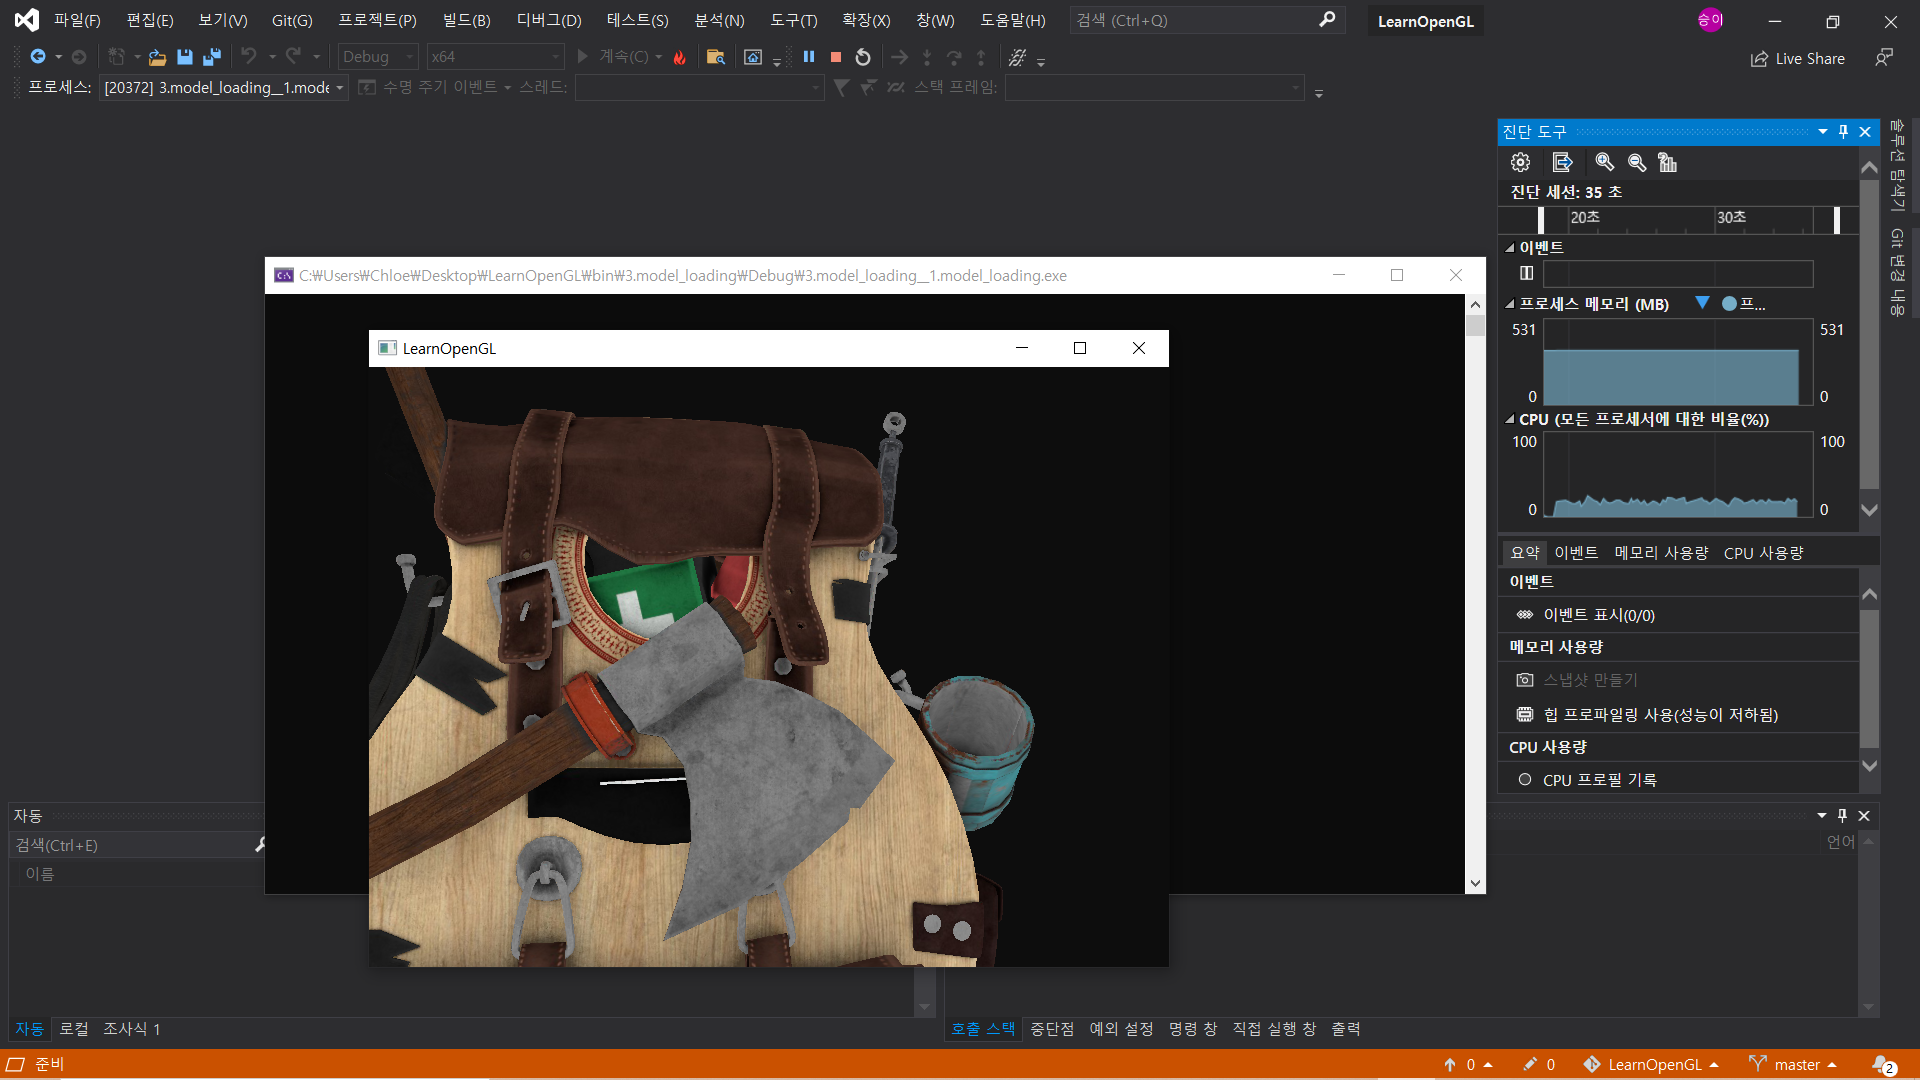 파일(F) 편집(E) 보기(V) Git(G) 프로젝트(P) 빌드(B) 디버그(D) 테스트(S) 분석(N) 도구(T) 확장(X) 창(W) 도움말(H) 검색 (Ctrl+Q) LearnOpenGL 승이
Debug x64 계속(C) Live Share
프로세스: [20372] 3.model_loading__1.mode 수명 주기 이벤트 스레드: 스택 프레임:
진단 도구
진단 세션: 35 초
20초 30초
이벤트
프로세스 메모리 (MB) 프...
531 531
0 0
CPU (모든 프로세서에 대한 비율(%))
100 100
0 0
요약 이벤트 메모리 사용량 CPU 사용량
이벤트
이벤트 표시(0/0)
메모리 사용량
스냅샷 만들기
힙 프로파일링 사용(성능이 저하됨)
CPU 사용량
CPU 프로필 기록
솔루션 탐색기
Git 변경 내용
C:₩Users₩Chloe₩Desktop₩LearnOpenGL₩bin₩3.model_loading₩Debug₩3.model_loading__1.model_loading.exe
LearnOpenGL
자동
검색(Ctrl+E)
이름
언어
자동 로컬 조사식 1
호출 스택 중단점 예외 설정 명령 창 직접 실행 창 출력
준비 0 0 LearnOpenGL master 2